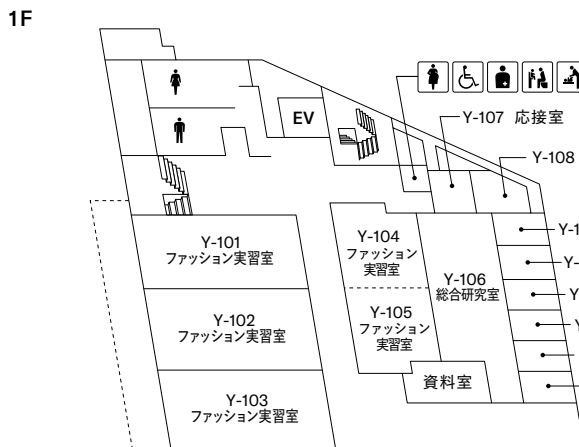 1F
EV
Y-107 応接室
Y-108
Y-101
ファッション実習室
Y-104
ファッション
実習室
Y-106
総合研究室
Y-102
ファッション実習室
Y-105
ファッション
実習室
資料室
Y-103
ファッション実習室